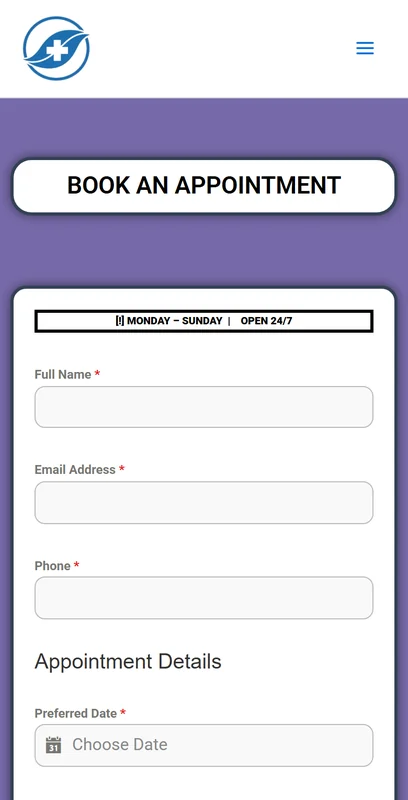 BOOK AN APPOINTMENT
[!] MONDAY – SUNDAY | OPEN 24/7
Full Name *
Email Address *
Phone *
Appointment Details
Preferred Date *
31 Choose Date